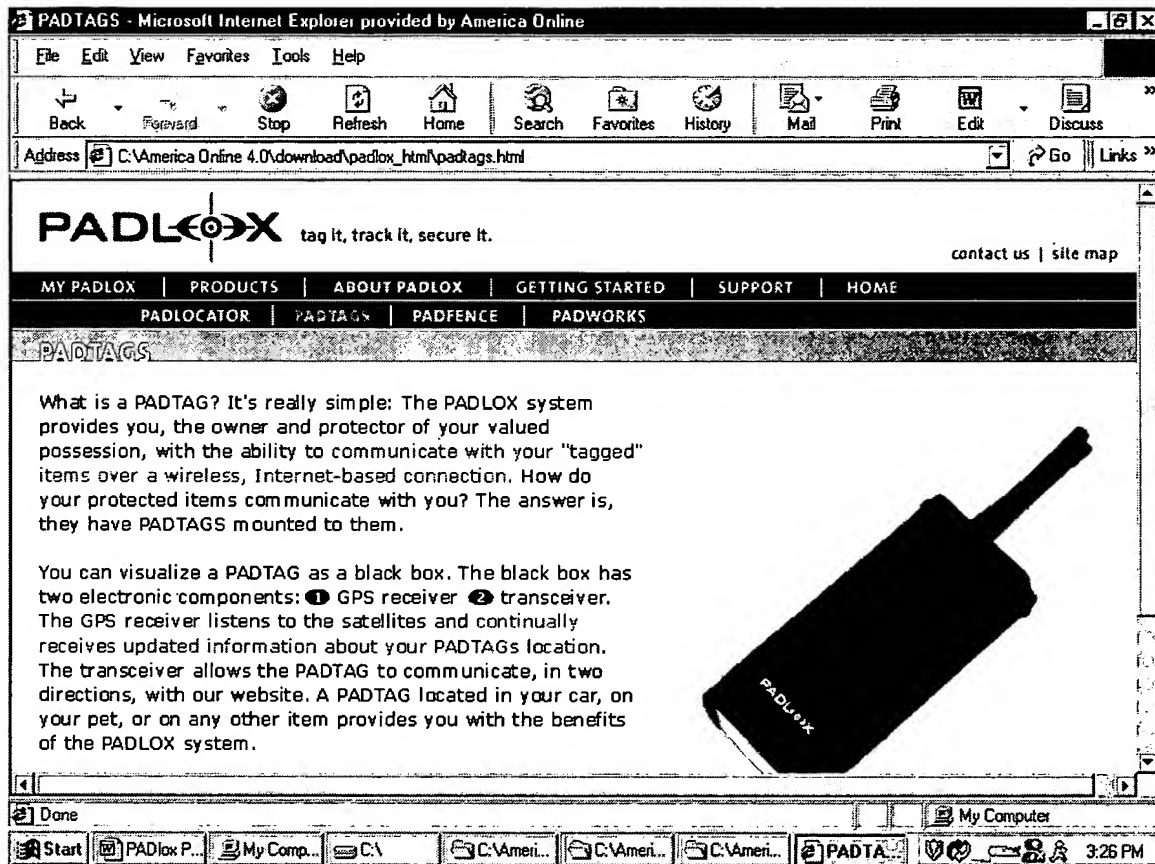 PADTAGS - Microsoft Internet Explorer provided by America Online
File Edit View Favorites Tools Help
Back Forward Stop Refresh Home Search Favorites History Mail Print Edit Discuss »
Address C:\America Online 4.0\download\padlox_html\padtags.html Go Links »
PADLOX tag it, track it, secure it.
contact us | site map
MY PADLOX | PRODUCTS | ABOUT PADLOX | GETTING STARTED | SUPPORT | HOME
PADLOCATOR | PADTAGS | PADFENCE | PADWORKS
PADTAGS
What is a PADTAG? It's really simple: The PADLOX system
provides you, the owner and protector of your valued
possession, with the ability to communicate with your "tagged"
items over a wireless, Internet-based connection. How do
your protected items communicate with you? The answer is,
they have PADTAGS mounted to them.
You can visualize a PADTAG as a black box. The black box has
two electronic components: ❶ GPS receiver ❷ transceiver.
The GPS receiver listens to the satellites and continually
receives updated information about your PADTAGs location.
The transceiver allows the PADTAG to communicate, in two
directions, with our website. A PADTAG located in your car, on
your pet, or on any other item provides you with the benefits
of the PADLOX system.
PADLOX
Done My Computer
Start PADlox P... My Comp... C:\ C:\Ameri... C:\Ameri... C:\Ameri... PADTA... 3:26 PM